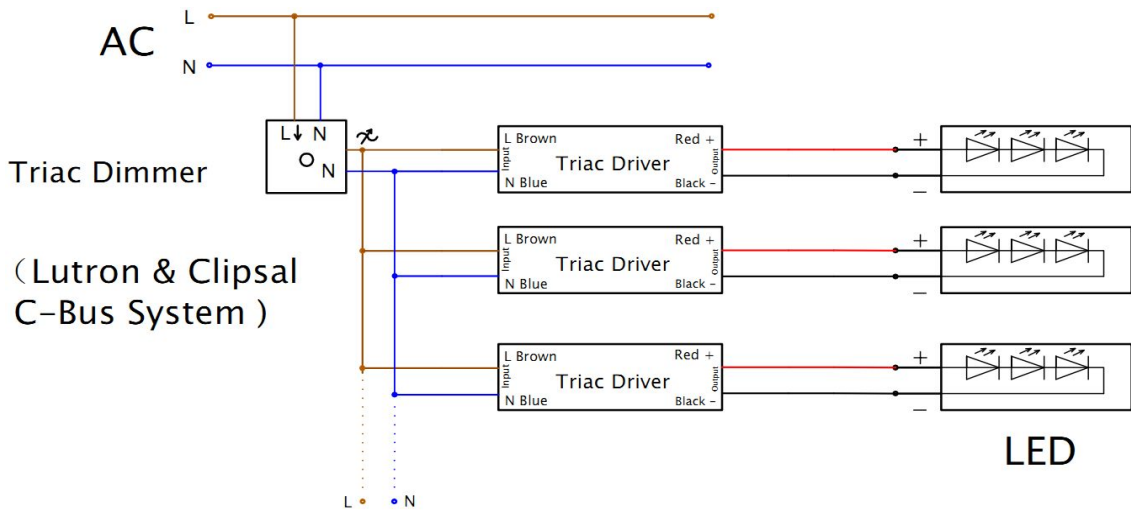 L
AC
N
L N
N
Triac Dimmer
(Lutron & Clipsal
C-Bus System )
L Brown
Input
N Blue
Triac Driver
Red +
Output
Black -
+
-
L Brown
Input
N Blue
Triac Driver
Red +
Output
Black -
+
-
L Brown
Input
N Blue
Triac Driver
Red +
Output
Black -
+
-
LED
L N